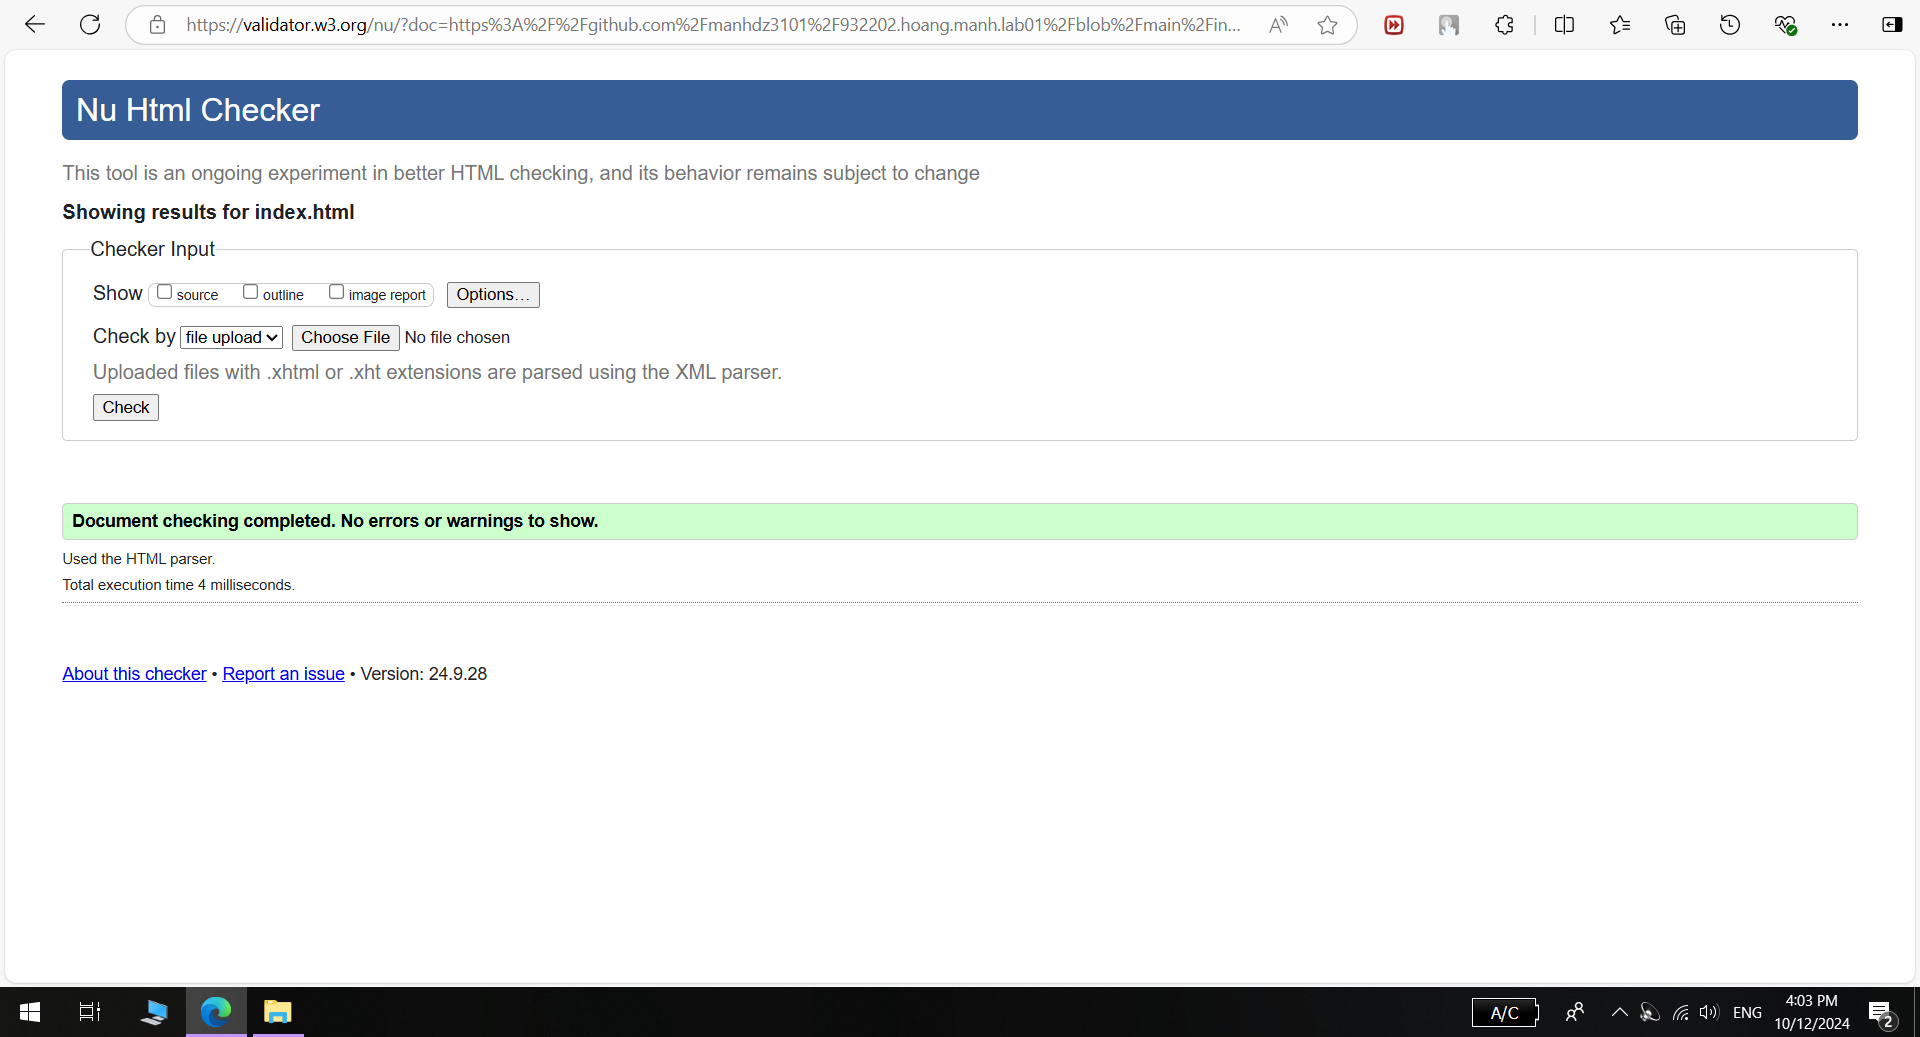 https://validator.w3.org/nu/?doc=https%3A%2F%2Fgithub.com%2Fmanhdz3101%2F932202.hoang.manh.lab01%2Fblob%2Fmain%2Fin...
Nu Html Checker
This tool is an ongoing experiment in better HTML checking, and its behavior remains subject to change
Showing results for index.html
Checker Input
Show source outline image report Options...
Check by file upload Choose File No file chosen
Uploaded files with .xhtml or .xht extensions are parsed using the XML parser.
Check
Document checking completed. No errors or warnings to show.
Used the HTML parser.
Total execution time 4 milliseconds.
About this checker • Report an issue • Version: 24.9.28
A/C
ENG
4:03 PM
10/12/2024
2